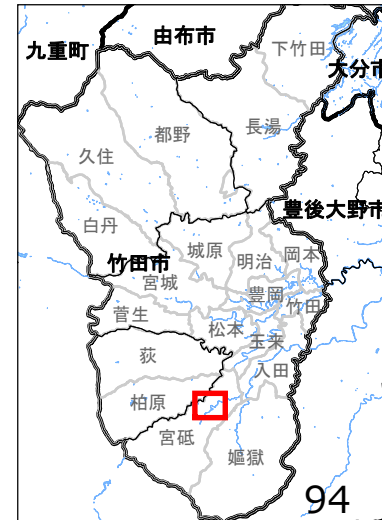 由布市
九重町
下竹田
大分市
都野
長湯
久住
白丹
豊後大野市
城原
岡本
明治
竹田市
宮城
豊岡
竹田
菅生
松本
玉来
荻
入田
柏原
宮砥
嫗獄
94